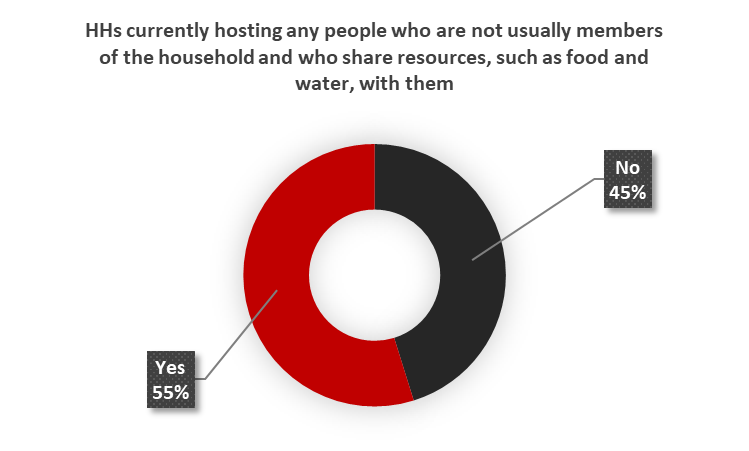 HHs currently hosting any people who are not usually members
of the household and who share resources, such as food and
water, with them
No
45%
Yes
55%